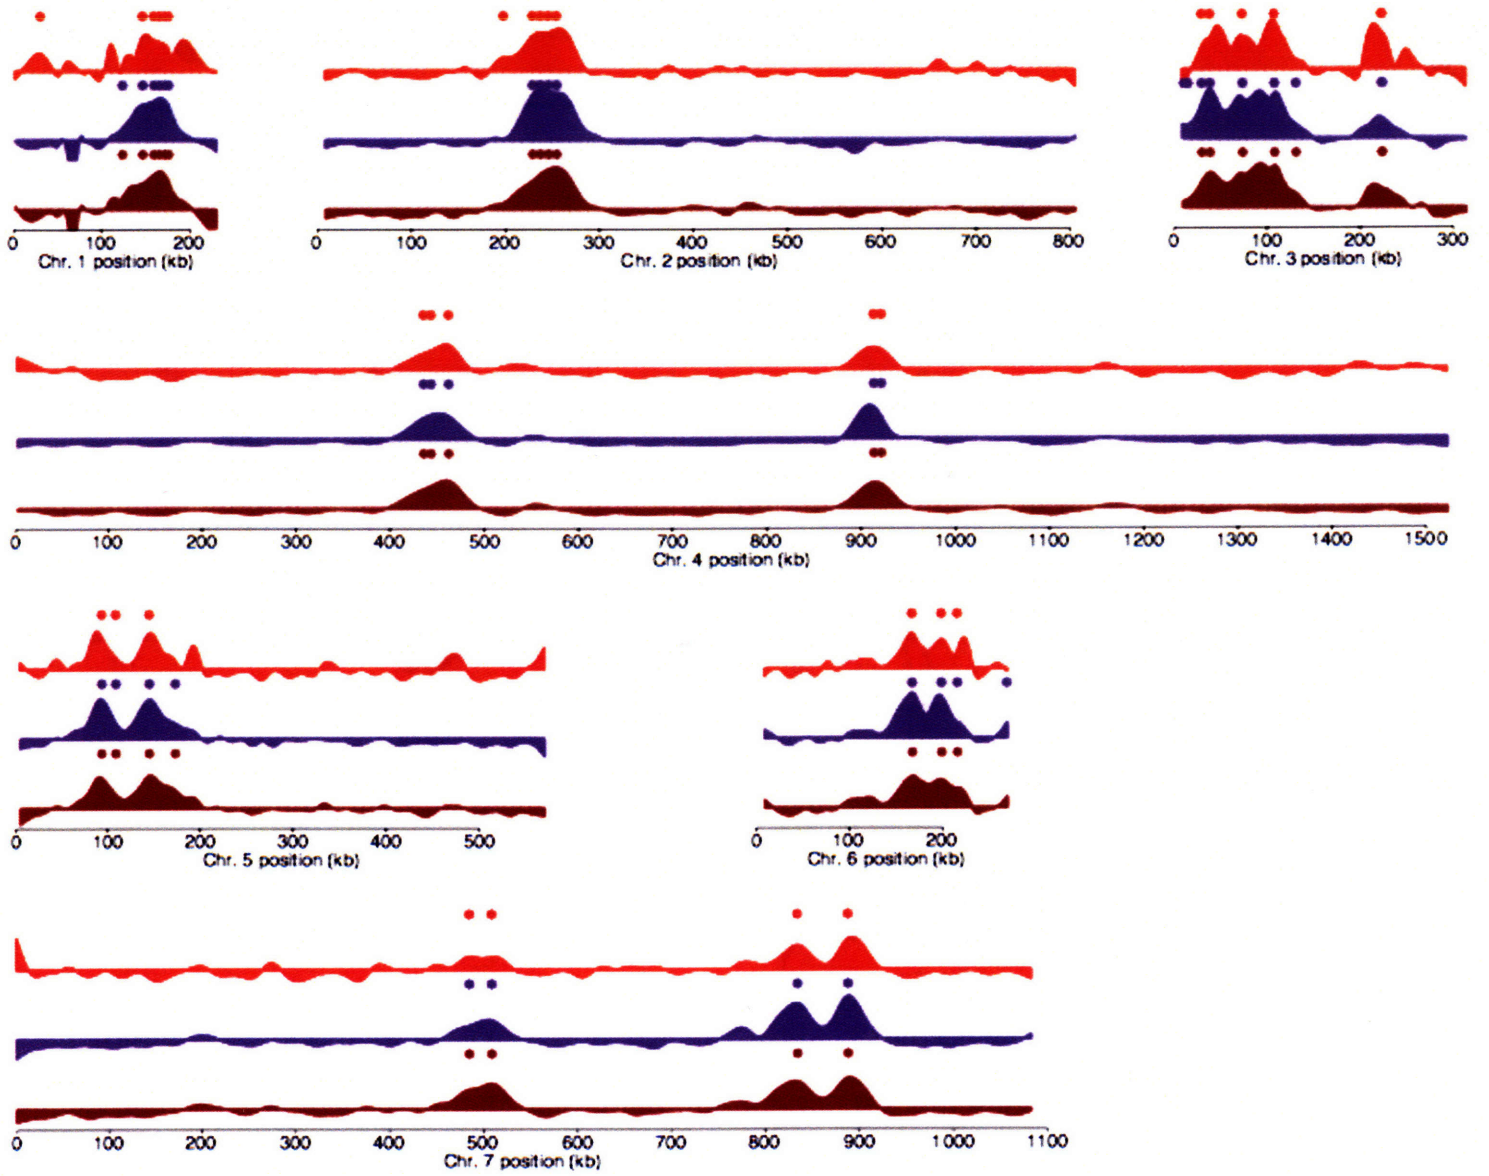 0 100 200 0 100 200 300 400 500 600 700 800 0 100 200 300
Chr. 1 position (kb) Chr. 2 position (kb) Chr. 3 position (kb)
0 100 200 300 400 500 600 700 800 900 1000 1100 1200 1300 1400 1500
Chr. 4 position (kb)
0 100 200 300 400 500 0 100 200
Chr. 5 position (kb) Chr. 6 position (kb)
0 100 200 300 400 500 600 700 800 900 1000 1100
Chr. 7 position (kb)